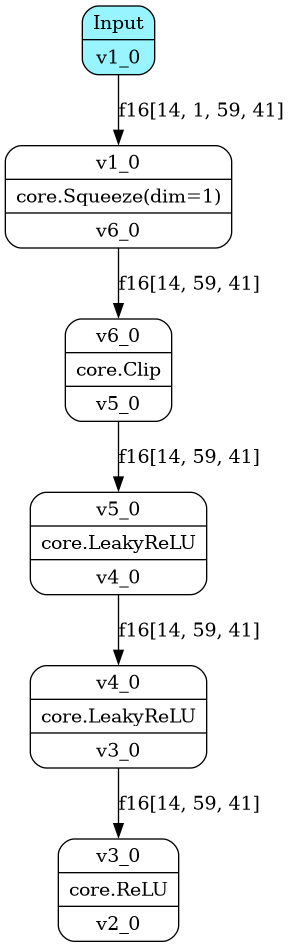 Input
v1_0
f16[14, 1, 59, 41]
v1_0
core.Squeeze(dim=1)
v6_0
f16[14, 59, 41]
v6_0
core.Clip
v5_0
f16[14, 59, 41]
v5_0
core.LeakyReLU
v4_0
f16[14, 59, 41]
v4_0
core.LeakyReLU
v3_0
f16[14, 59, 41]
v3_0
core.ReLU
v2_0